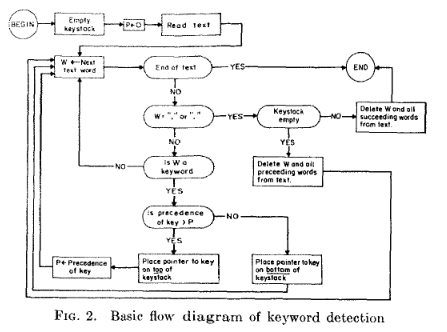 BEGIN
Empty
keystack
P←0
Read text
W ← Next
text word
End of text
YES
END
NO
W= "," or "."
YES
Keystack
empty
NO
Delete W and all
succeeding words
from text.
NO
YES
Is W a
keyword
NO
Delete W and all
preceeding words
from text.
YES
Is precedence
of key > P
NO
YES
P← Precedence
of key
Place pointer to key
on top of
keystack
Place pointer to key
on bottom of
keystack
FIG. 2. Basic flow diagram of keyword detection